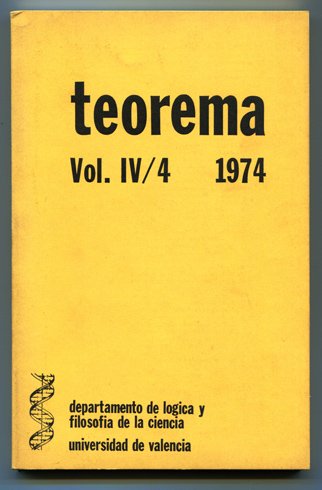 teorema
Vol. IV/4 1974
departamento de logica y
filosofia de la ciencia
universidad de valencia